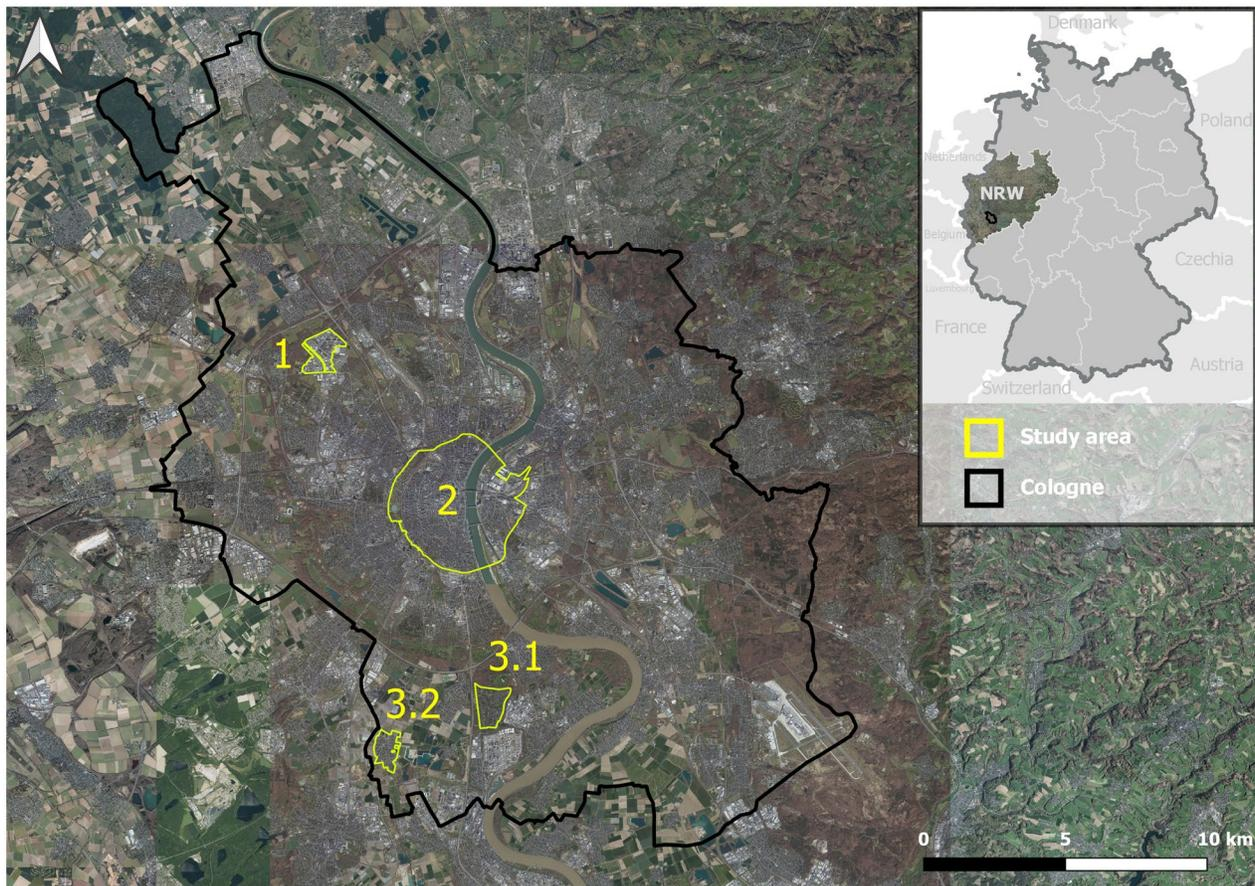 Denmark
Poland
Netherlands
NRW
Belgium
Luxembourg
Czechia
France
Austria
Switzerland
Study area
Cologne
1
2
3.1
3.2
0 5 10 km